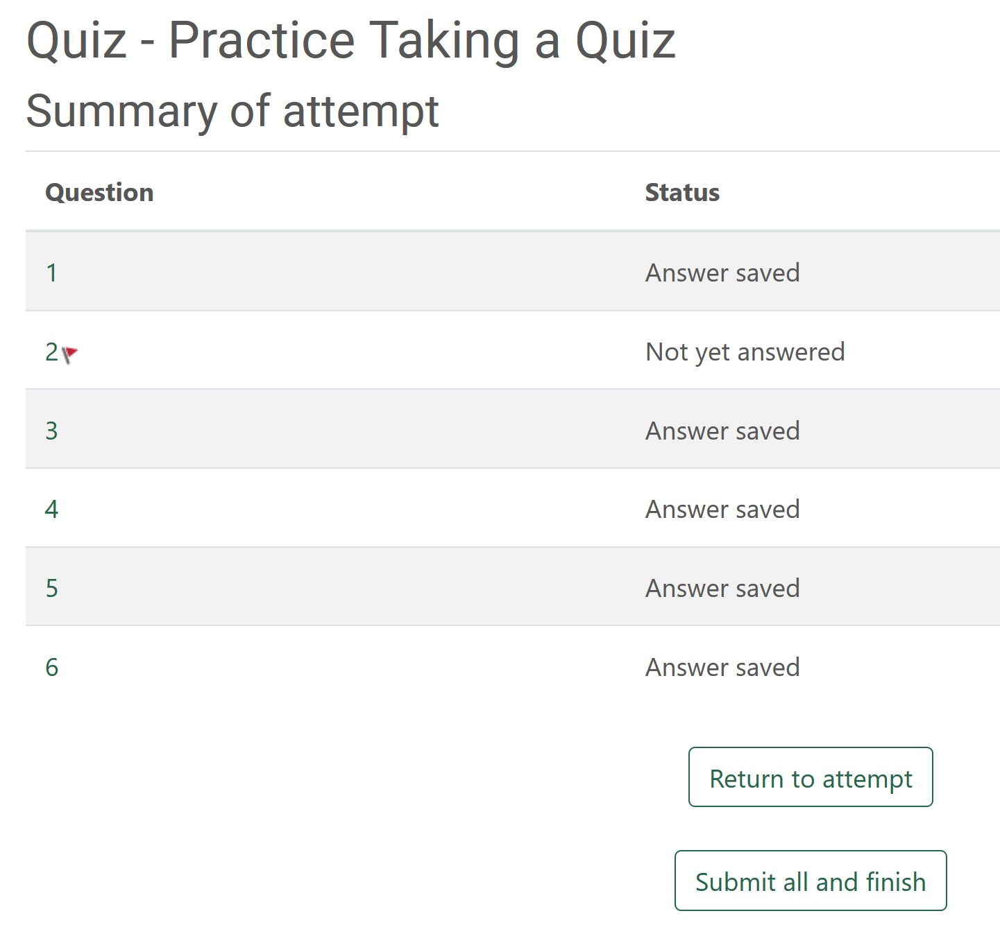 Quiz - Practice Taking a Quiz
Summary of attempt
Question Status
1 Answer saved
2 Not yet answered
3 Answer saved
4 Answer saved
5 Answer saved
6 Answer saved
Return to attempt
Submit all and finish